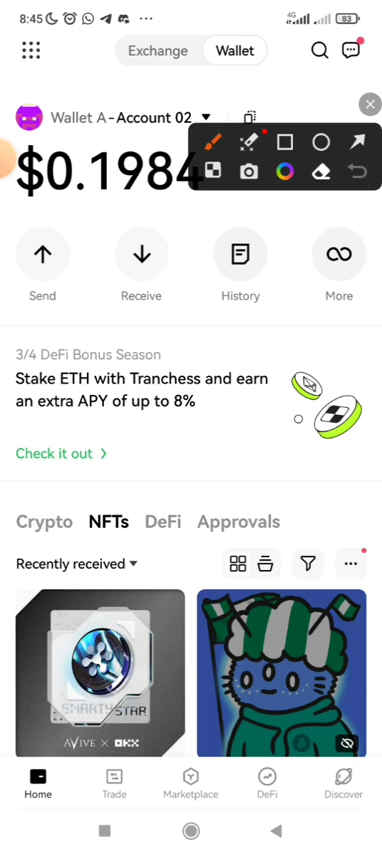 8:45
4G
83
Exchange
Wallet
Wallet A - Account 02
$0.1984
Send
Receive
History
More
3/4 DeFi Bonus Season
Stake ETH with Tranchess and earn
an extra APY of up to 8%
Check it out >
Crypto
NFTs
DeFi
Approvals
Recently received
SMARTY STAR
AVIVE × OKX
Home
Trade
Marketplace
DeFi
Discover